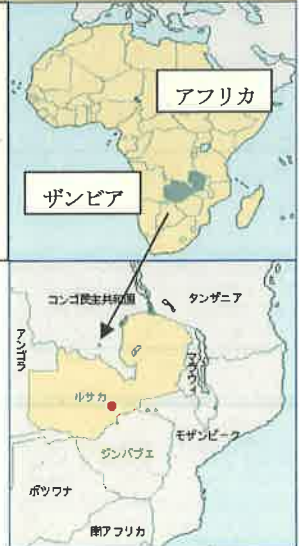 アフリカ
ザンビア
コンゴ民主共和国
タンザニア
アンゴラ
マラウィ
ルサカ
モザンビーク
ジンバブエ
ボツワナ
南アフリカ